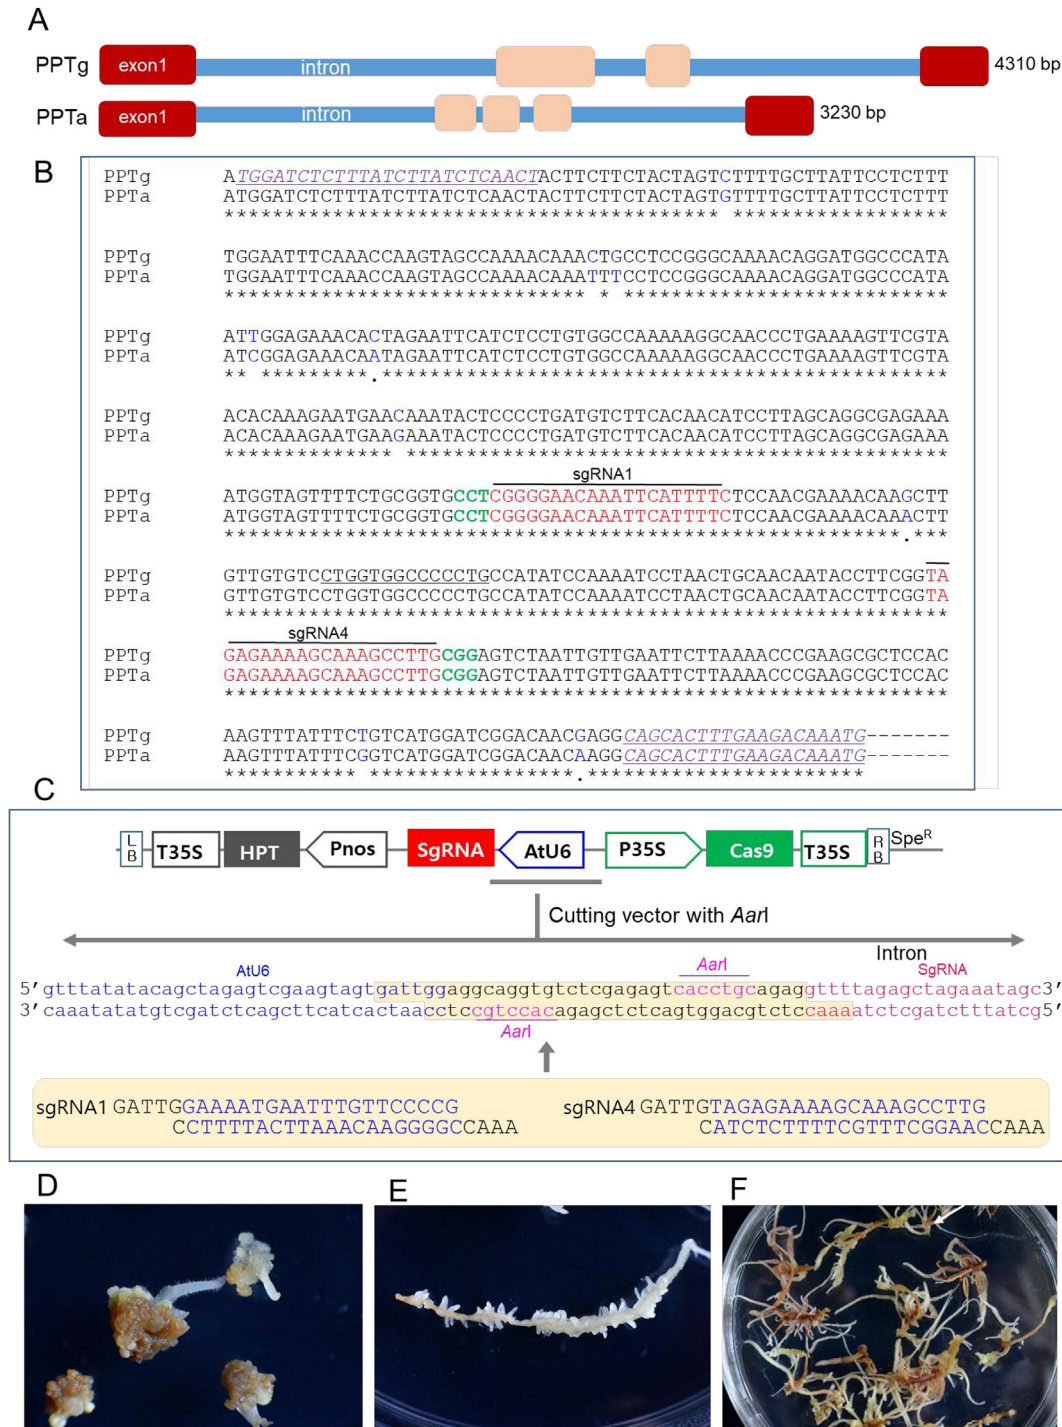 A
PPTg exon1 intron 4310 bp
PPTa exon1 intron 3230 bp
B
PPTg ATGGATCTCTTTATCTTATCTCAACTACTTCTTCTACTAGTCTTTTGCTTATTCCTCTTT
PPTa ATGGATCTCTTTATCTTATCTCAACTACTTCTTCTACTAGTGTTTTGCTTATTCCTCTTT
***************************************** ******************
PPTg TGGAATTTCAAACCAAGTAGCCAAAACAAACTGCCTCCGGGCAAAACAGGATGGCCCATA
PPTa TGGAATTTCAAACCAAGTAGCCAAAACAAATTTCCTCCGGGCAAAACAGGATGGCCCATA
****************************** * ***************************
PPTg ATTGGAGAAACACTAGAATTCATCTCCTGTGGCCAAAAAGGCAACCCTGAAAAGTTCGTA
PPTa ATCGGAGAAACAATAGAATTCATCTCCTGTGGCCAAAAAGGCAACCCTGAAAAGTTCGTA
** *********.***********************************************
PPTg ACACAAAGAATGAACAAATACTCCCCTGATGTCTTCACAACATCCTTAGCAGGCGAGAAA
PPTa ACACAAAGAATGAAGAAATACTCCCCTGATGTCTTCACAACATCCTTAGCAGGCGAGAAA
************** *********************************************
sgRNA1
PPTg ATGGTAGTTTTCTGCGGTGCCTCGGGGAACAAATTCATTTTCTCCAACGAAAACAAGCTT
PPTa ATGGTAGTTTTCTGCGGTGCCTCGGGGAACAAATTCATTTTCTCCAACGAAAACAAACTT
********************************************************.***
PPTg GTTGTGTCCTGGTGGCCCCCTGCCATATCCAAAATCCTAACTGCAACAATACCTTCGGTA
PPTa GTTGTGTCCTGGTGGCCCCCTGCCATATCCAAAATCCTAACTGCAACAATACCTTCGGTA
************************************************************
sgRNA4
PPTg GAGAAAAGCAAAGCCTTGCGGAGTCTAATTGTTGAATTCTTAAAACCCGAAGCGCTCCAC
PPTa GAGAAAAGCAAAGCCTTGCGGAGTCTAATTGTTGAATTCTTAAAACCCGAAGCGCTCCAC
************************************************************
PPTg AAGTTTATTTCTGTCATGGATCGGACAACGAGGCAGCACTTTGAAGACAAATG-------
PPTa AAGTTTATTTCGGTCATGGATCGGACAACAAGGCAGCACTTTGAAGACAAATG
*********** *****************.***********************
C
LB T35S HPT Pnos SgRNA AtU6 P35S Cas9 T35S RB SpeR
Cutting vector with AarI
Intron
AtU6 AarI SgRNA
5’gtttatatacagctagagtcgaagtagtgattggaggcaggtgtctcgagagtcacctgcagaggttttagagctagaaatagc3’
3’caaatatatgtcgatctcagcttcatcactaacctccgtccacagagctctcagtggacgtctccaaaatctcgatctttatcg5’
AarI
sgRNA1 GATTGGAAAATGAATTTGTTCCCCG sgRNA4 GATTGTAGAGAAAAGCAAAGCCTTG
CCTTTTACTTAAACAAGGGGCCAAA CATCTCTTTTCGTTTCGGAACCAAA
D E F